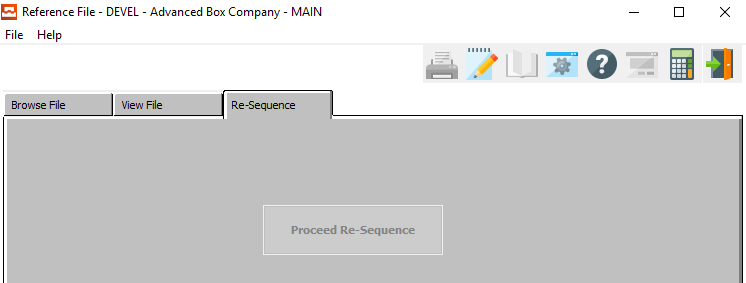 Reference File - DEVEL - Advanced Box Company - MAIN
File Help
Browse File View File Re-Sequence
Proceed Re-Sequence